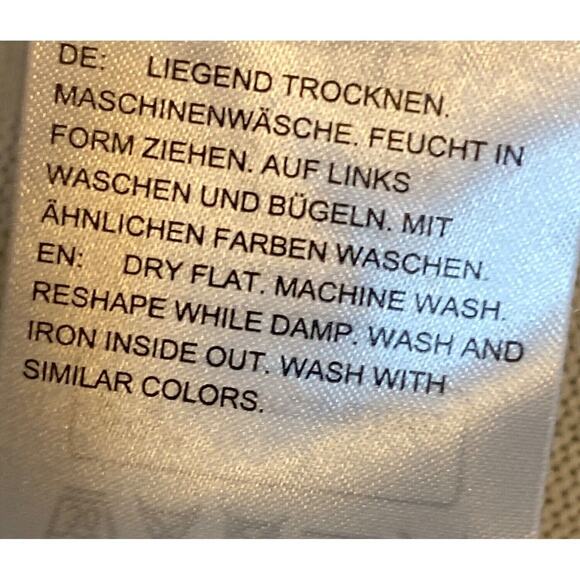 DE: LIEGEND TROCKNEN.
MASCHINENWÄSCHE. FEUCHT IN
FORM ZIEHEN. AUF LINKS
WASCHEN UND BÜGELN. MIT
ÄHNLICHEN FARBEN WASCHEN.
EN: DRY FLAT. MACHINE WASH.
RESHAPE WHILE DAMP. WASH AND
IRON INSIDE OUT. WASH WITH
SIMILAR COLORS.